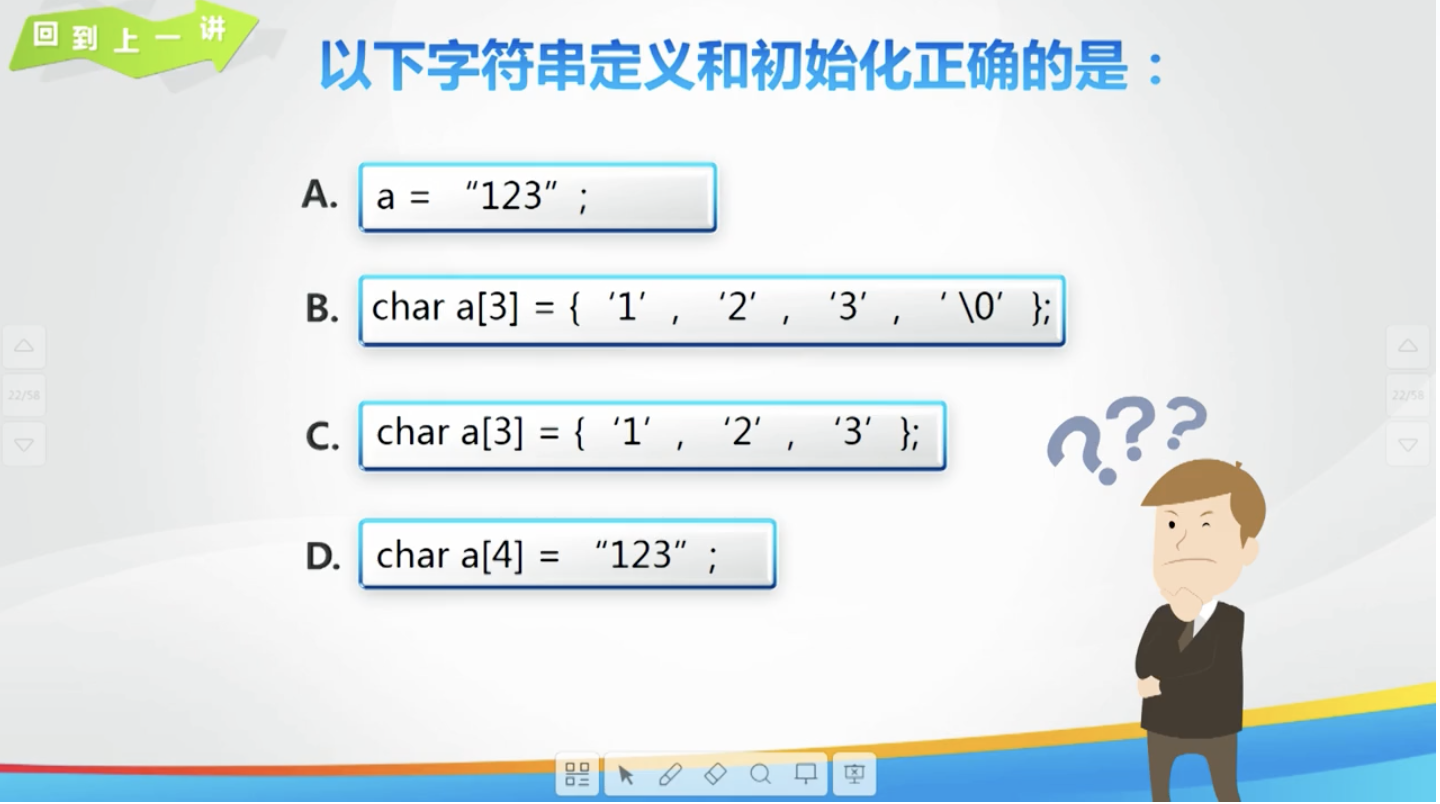 回到上一讲
以下字符串定义和初始化正确的是：
A. a = “123” ;
B. char a[3] = { ‘1’ , ‘2’ , ‘3’ , ‘ \0’ };
C. char a[3] = { ‘1’ , ‘2’ , ‘3’ };
D. char a[4] = “123” ;
22/58
22/58
???